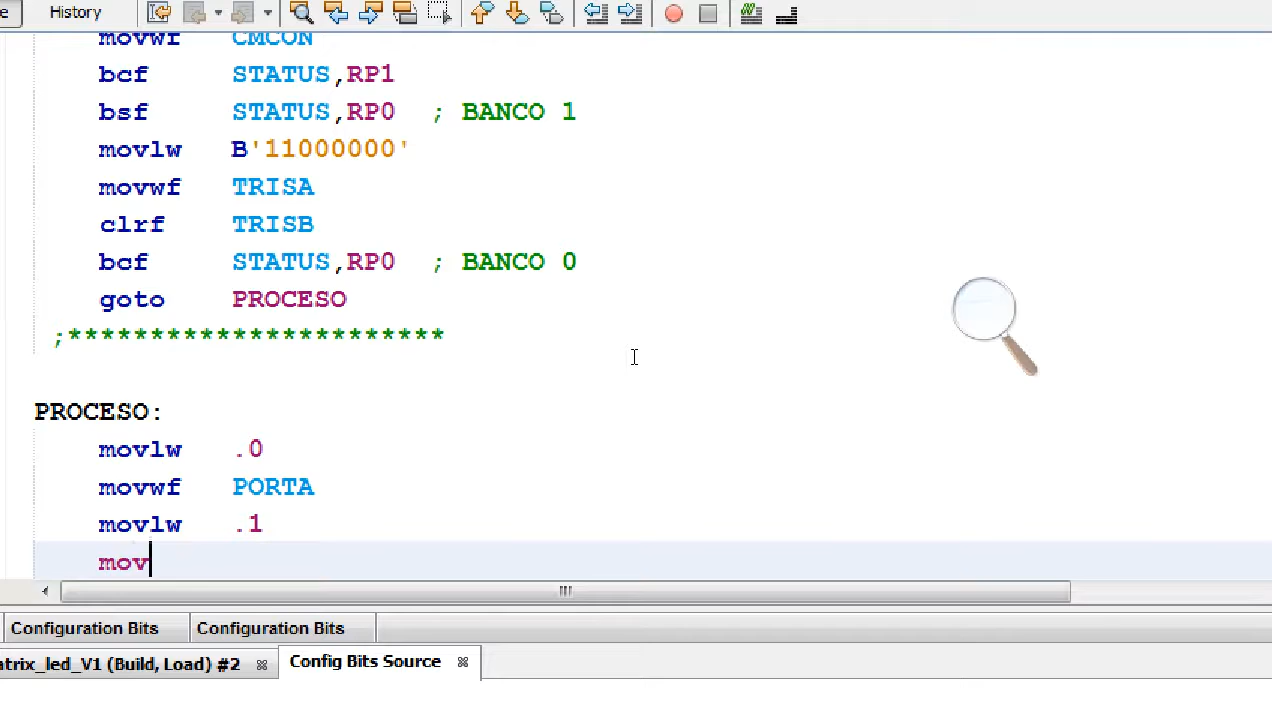 e History
movwf CMCON
bcf STATUS,RP1
bsf STATUS,RP0 ; BANCO 1
movlw B'11000000'
movwf TRISA
clrf TRISB
bcf STATUS,RP0 ; BANCO 0
goto PROCESO
;***********************
PROCESO:
movlw .0
movwf PORTA
movlw .1
mov
Configuration Bits Configuration Bits
atrix_led_V1 (Build, Load) #2 Config Bits Source